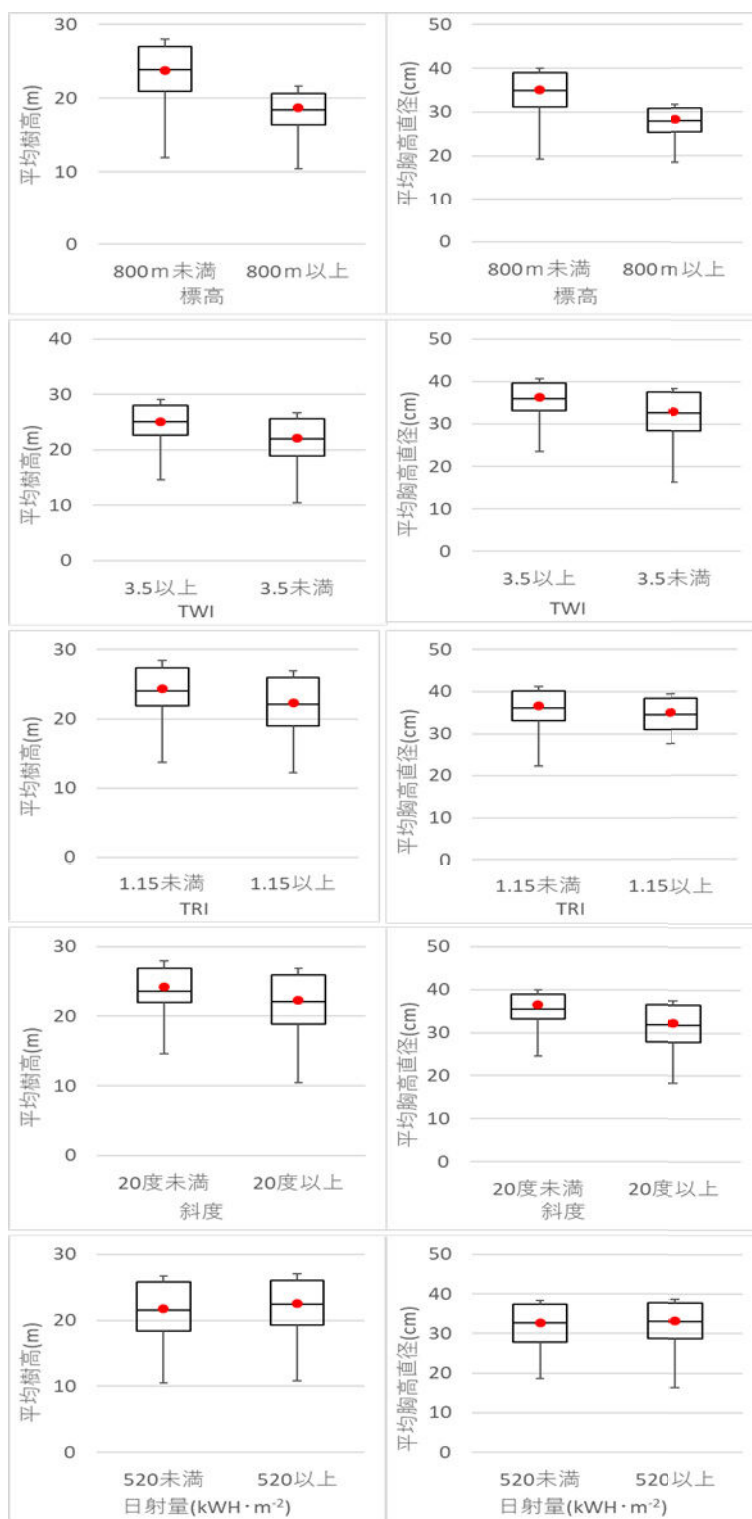 30
20
10
0
平均樹高(m)
800m未満 800m以上
標高
50
40
30
20
10
0
平均胸高直径(cm)
800m未満 800m以上
標高
40
30
20
10
0
平均樹高(m)
3.5以上 3.5未満
TWI
50
40
30
20
10
0
平均胸高直径(cm)
3.5以上 3.5未満
TWI
30
20
10
0
平均樹高(m)
1.15未満 1.15以上
TRI
50
40
30
20
10
0
平均胸高直径(cm)
1.15未満 1.15以上
TRI
30
20
10
0
平均樹高(m)
20度未満 20度以上
斜度
50
40
30
20
10
0
平均胸高直径(cm)
20度未満 20度以上
斜度
30
20
10
0
平均樹高(m)
520未満 520以上
日射量(kWH・m⁻²)
50
40
30
20
10
0
平均胸高直径(cm)
520未満 520以上
日射量(kWH・m⁻²)